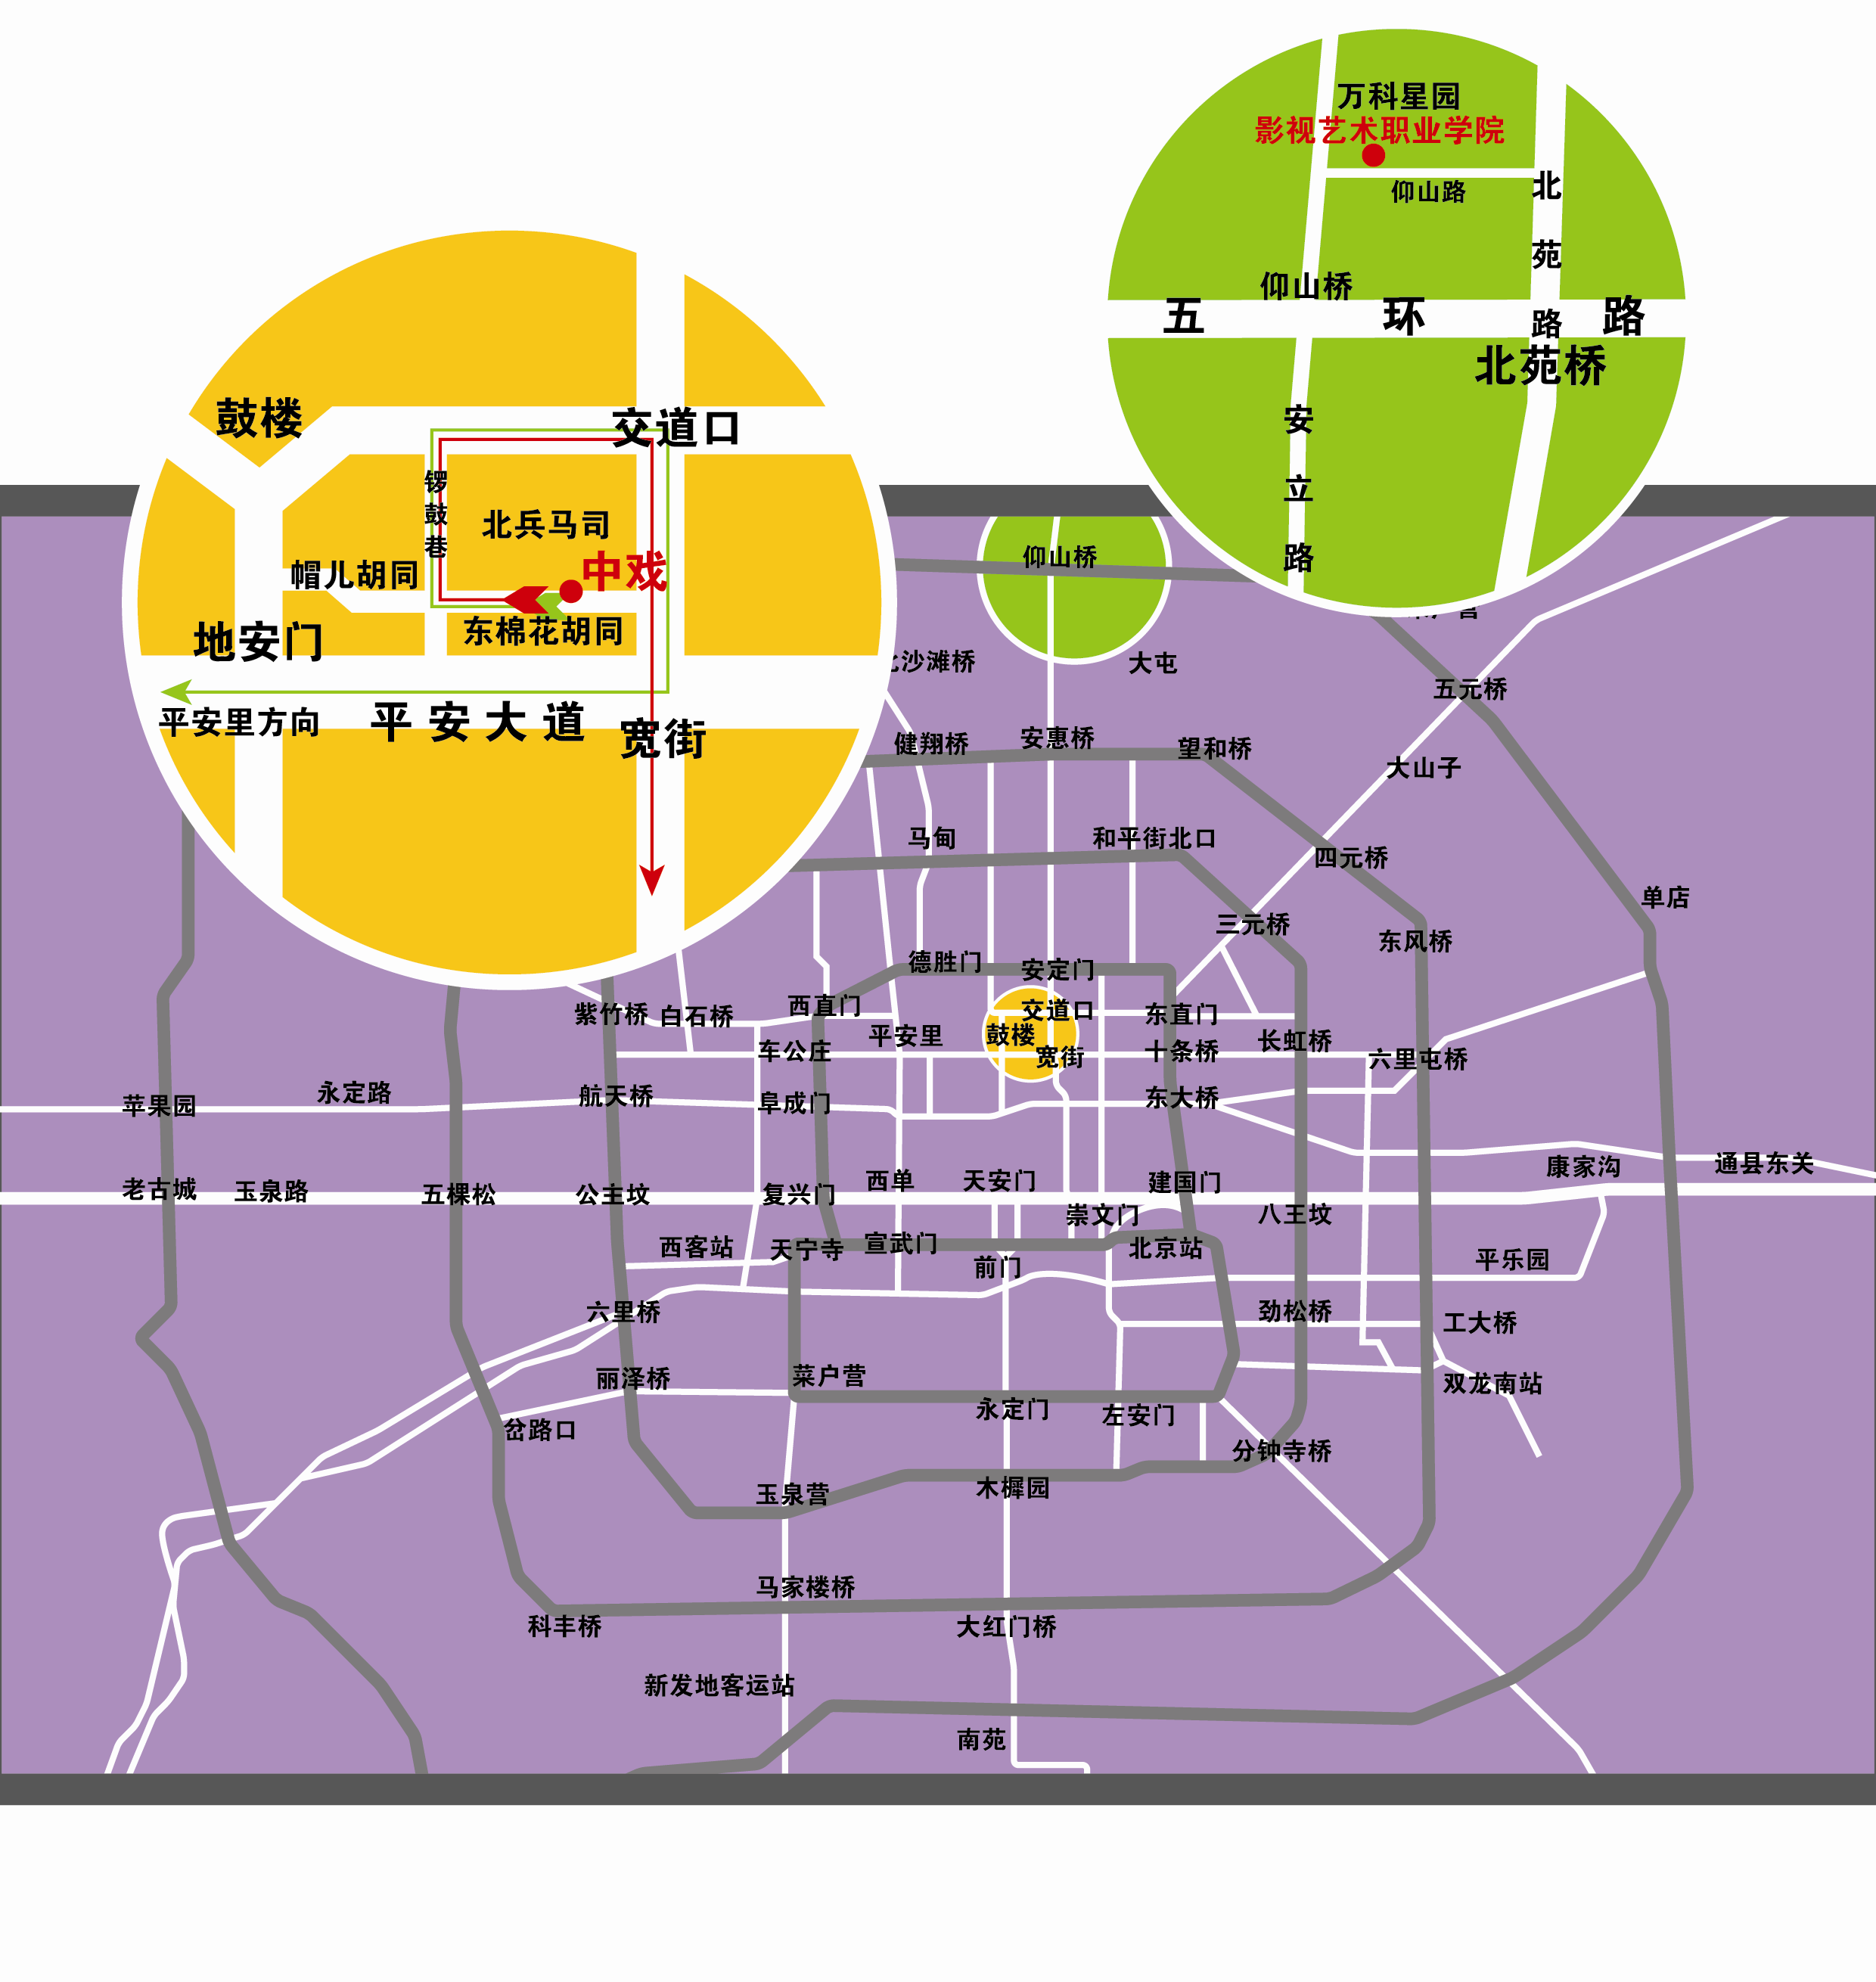 万科星园
影视艺术职业学院
仰山路
北苑路
仰山桥
五环路
北苑桥
安立路
鼓楼
交道口
锣鼓巷
北兵马司
中戏
帽儿胡同
东棉花胡同
地安门
平安里方向
平安大道
宽街
仰山桥
沙滩桥
大屯
五元桥
健翔桥
安惠桥
望和桥
大山子
马甸
和平街北口
四元桥
单店
三元桥
东风桥
德胜门
安定门
紫竹桥
白石桥
西直门
交道口
东直门
平安里
鼓楼
长虹桥
车公庄
宽街
十条桥
六里屯桥
苹果园
永定路
航天桥
阜成门
东大桥
老古城
玉泉路
五棵松
公主坟
复兴门
西单
天安门
建国门
康家沟
通县东关
崇文门
八王坟
西客站
天宁寺
宣武门
北京站
前门
平乐园
六里桥
劲松桥
工大桥
丽泽桥
菜户营
双龙南站
永定门
左安门
岔路口
分钟寺桥
玉泉营
木樨园
马家楼桥
科丰桥
大红门桥
新发地客运站
南苑